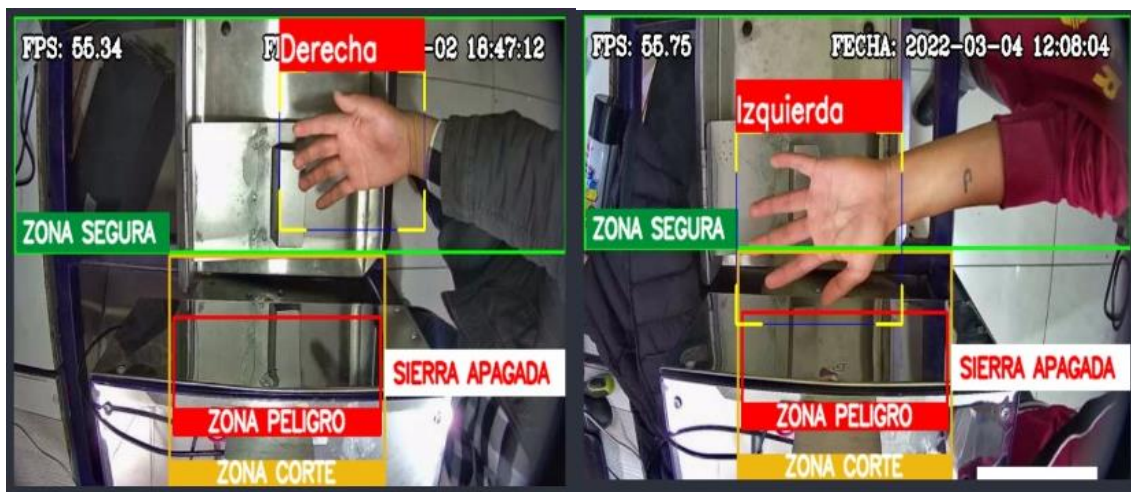 FPS: 55.34
Derecha
-02 18:47:12
ZONA SEGURA
SIERRA APAGADA
ZONA PELIGRO
ZONA CORTE
FPS: 55.75
FECHA: 2022-03-04 12:08:04
Izquierda
ZONA SEGURA
SIERRA APAGADA
ZONA PELIGRO
ZONA CORTE